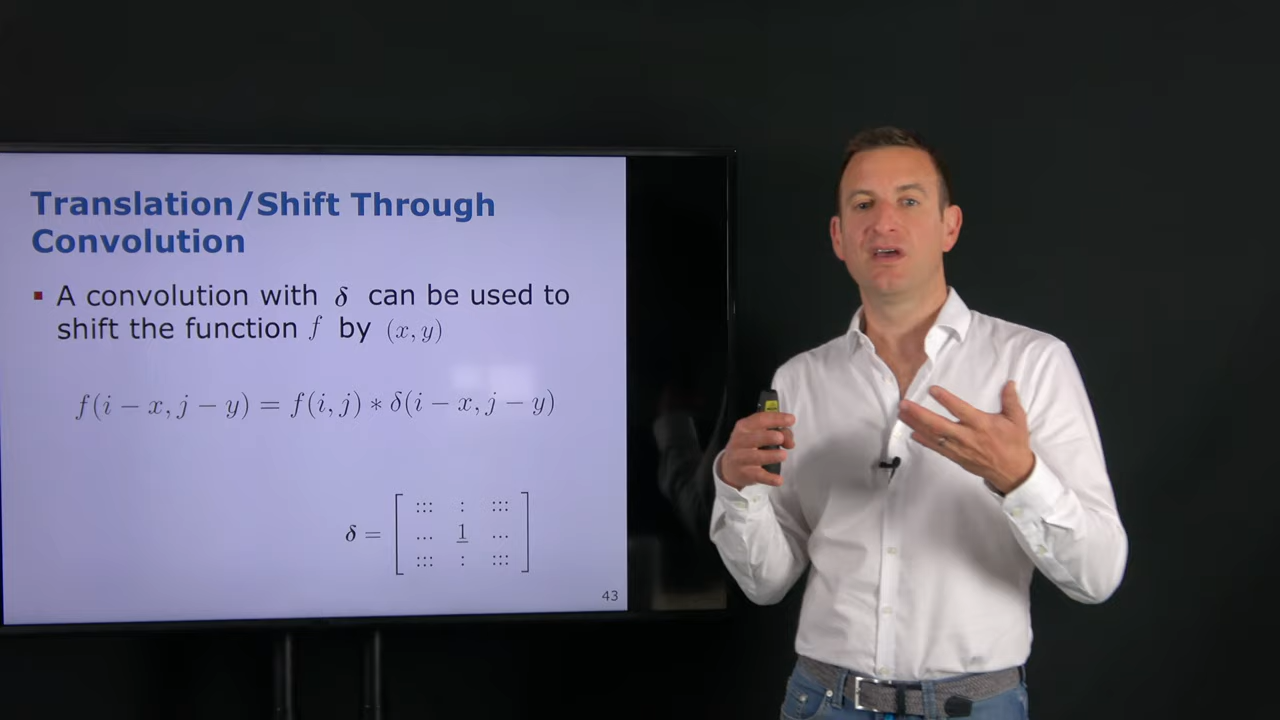 Translation/Shift Through
Convolution
▪ A convolution with δ can be used to
shift the function f by (x, y)
f(i − x, j − y) = f(i, j) * δ(i − x, j − y)
::: : :::
δ = ... 1 ...
::: : :::
43